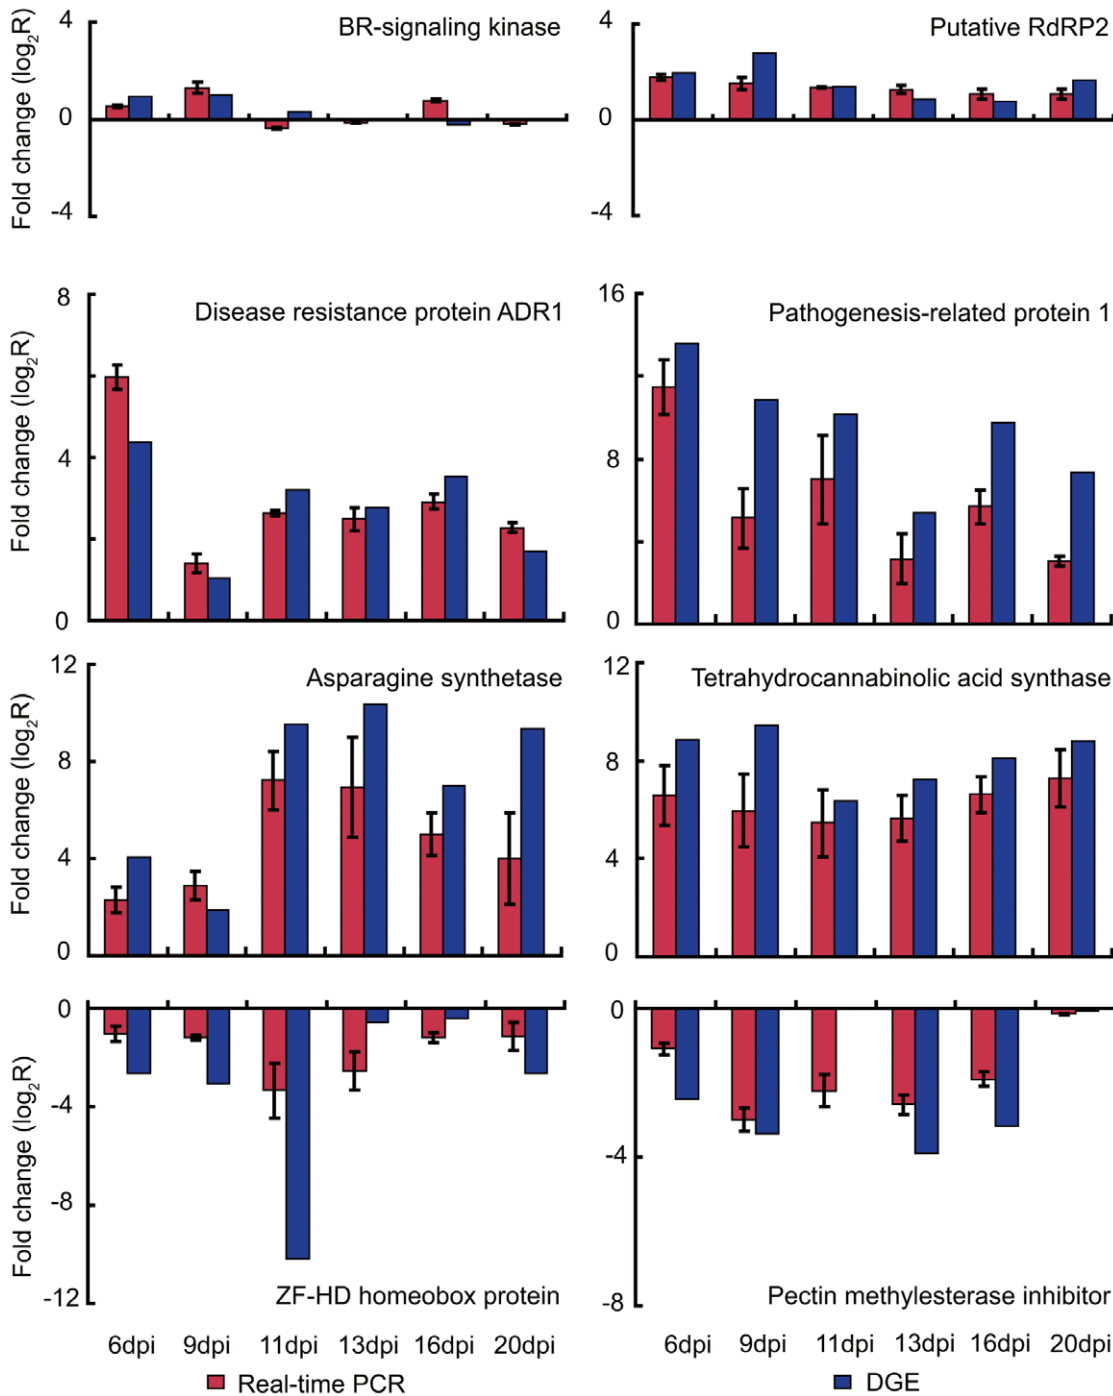 BR-signaling kinase
Fold change (log₂R)
4
0
-4
Putative RdRP2
4
0
-4
Disease resistance protein ADR1
Fold change (log₂R)
8
4
0
Pathogenesis-related protein 1
16
8
0
Asparagine synthetase
Fold change (log₂R)
12
8
4
0
Tetrahydrocannabinolic acid synthase
12
8
4
0
Fold change (log₂R)
0
-4
-8
-12
ZF-HD homeobox protein
0
-4
-8
Pectin methylesterase inhibitor
6dpi 9dpi 11dpi 13dpi 16dpi 20dpi
6dpi 9dpi 11dpi 13dpi 16dpi 20dpi
Real-time PCR
DGE